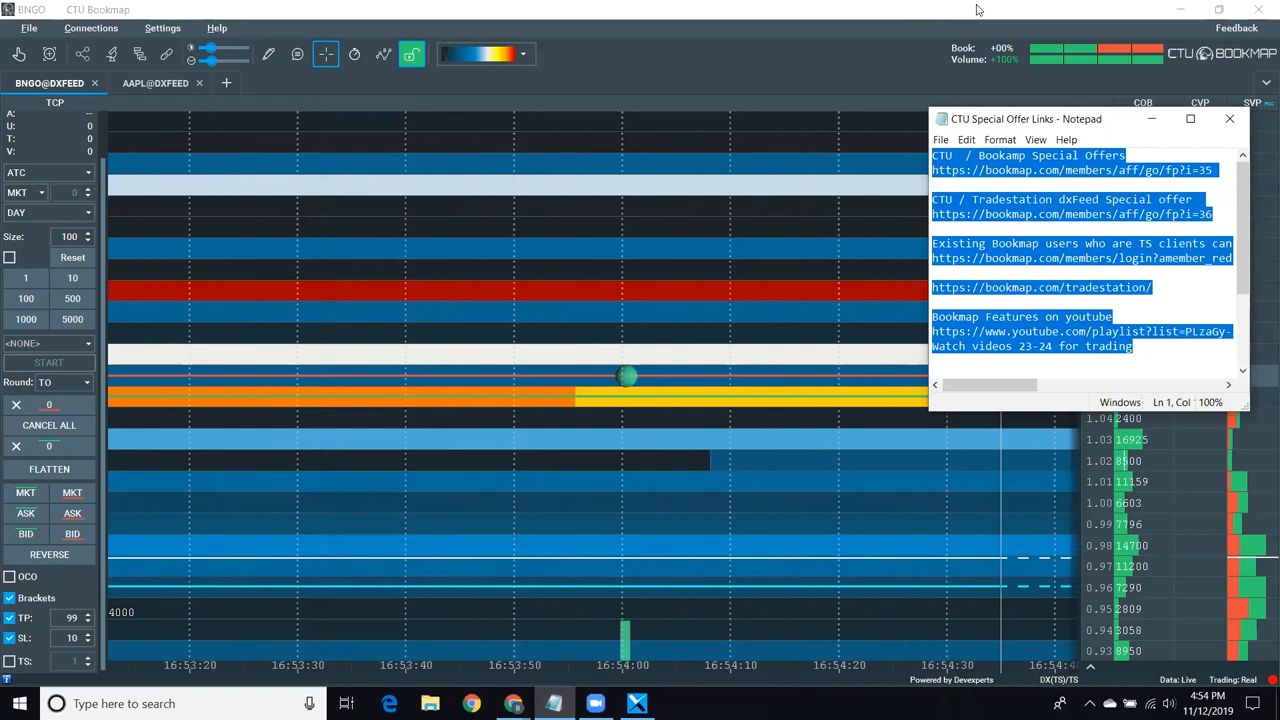 BNGO CTU Bookmap
File Connections Settings Help Feedback
Book: +00%
Volume: +100%
CTU BOOKMAP
BNGO@DXFEED AAPL@DXFEED
TCP
COB CVP SVP
A: --
U: 0
T: 0
V: 0
ATC
MKT 0
DAY
Size: 100
Reset
1 10
100 500
1000 5000
<NONE>
START
Round: TO
0
CANCEL ALL
0
FLATTEN
MKT MKT
ASK ASK
BID BID
REVERSE
OCO
Brackets
TP: 99
SL: 10
TS: 1
CTU Special Offer Links - Notepad
File Edit Format View Help
CTU / Bookamp Special Offers
https://bookmap.com/members/aff/go/fp?i=35
CTU / Tradestation dxFeed Special offer
https://bookmap.com/members/aff/go/fp?i=36
Existing Bookmap users who are TS clients can
https://bookmap.com/members/login?amember_red
https://bookmap.com/tradestation/
Bookmap Features on youtube
https://www.youtube.com/playlist?list=PLzaGy-
Watch videos 23-24 for trading
Windows Ln 1, Col 100%
1.04 2400
1.03 16925
1.02 8500
1.01 11159
1.00 6603
0.99 7796
0.98 14700
0.97 11200
0.96 7290
0.95 2809
0.94 3058
0.93 8950
4000
16:53:20 16:53:30 16:53:40 16:53:50 16:54:00 16:54:10 16:54:20 16:54:30 16:54:40
Powered by Devexperts DX(TS)/TS Data: Live Trading: Real
Type here to search
4:54 PM
11/12/2019